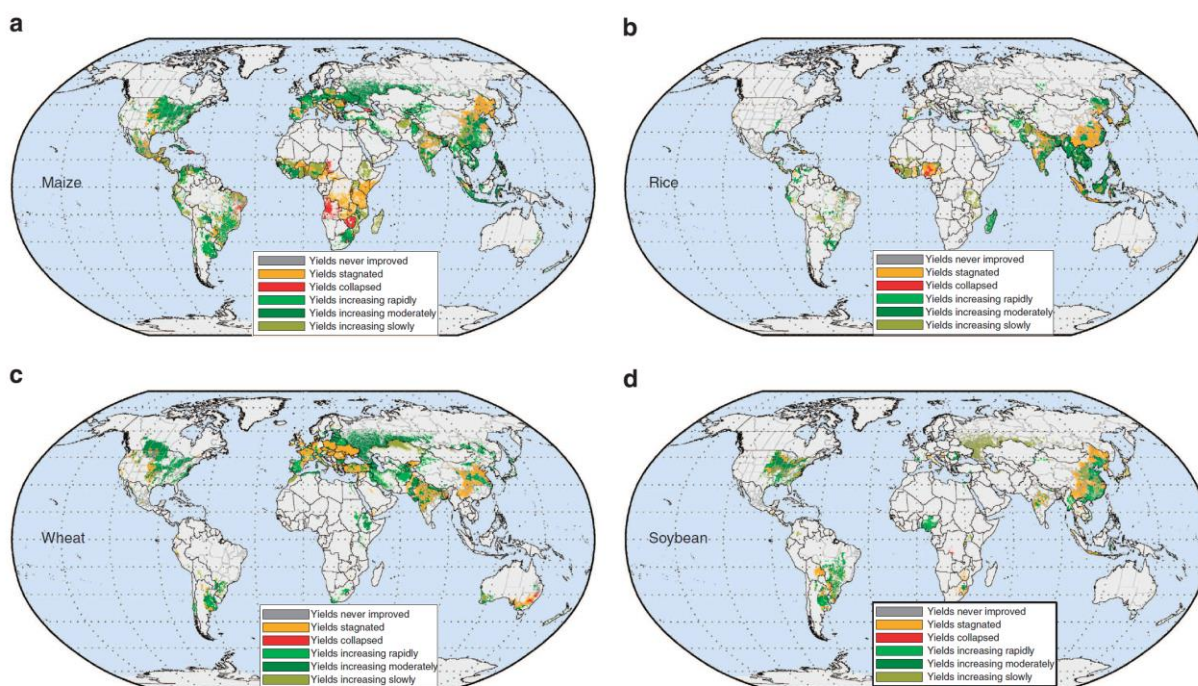 a
Maize
Yields never improved
Yields stagnated
Yields collapsed
Yields increasing rapidly
Yields increasing moderately
Yields increasing slowly
b
Rice
Yields never improved
Yields stagnated
Yields collapsed
Yields increasing rapidly
Yields increasing moderately
Yields increasing slowly
c
Wheat
Yields never improved
Yields stagnated
Yields collapsed
Yields increasing rapidly
Yields increasing moderately
Yields increasing slowly
d
Soybean
Yields never improved
Yields stagnated
Yields collapsed
Yields increasing rapidly
Yields increasing moderately
Yields increasing slowly